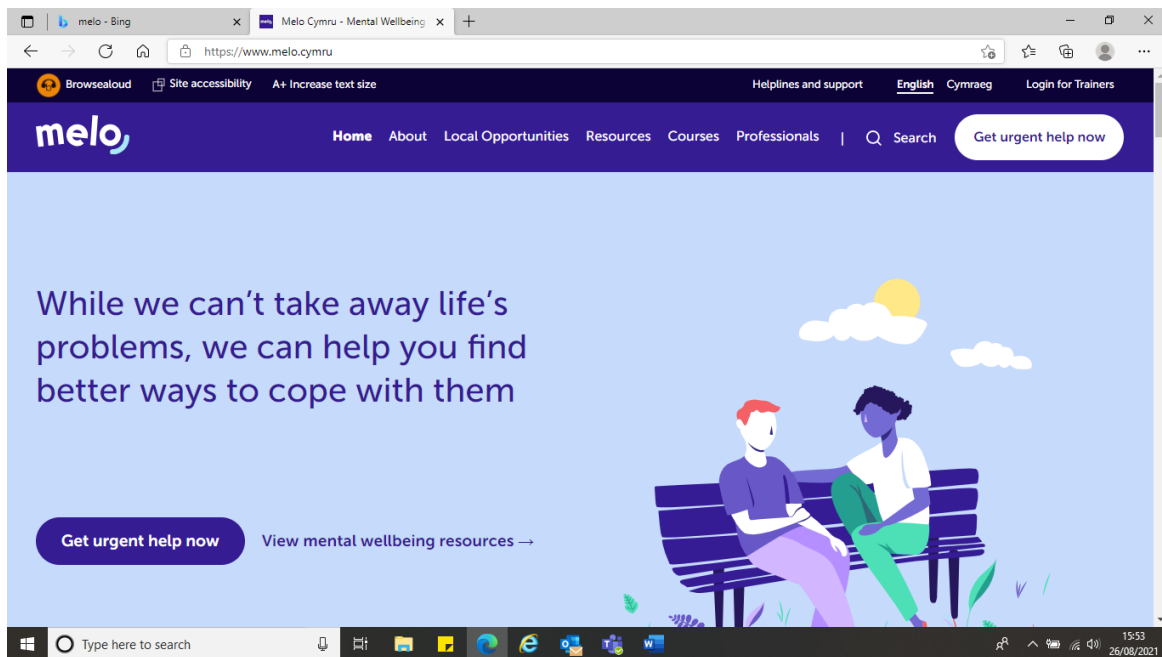 melo - Bing
Melo Cymru - Mental Wellbeing
https://www.melo.cymru
Browsealoud Site accessibility A+ Increase text size Helplines and support English Cymraeg Login for Trainers
melo Home About Local Opportunities Resources Courses Professionals | Search Get urgent help now
While we can't take away life's
problems, we can help you find
better ways to cope with them
Get urgent help now View mental wellbeing resources →
Type here to search
15:53
26/08/2021